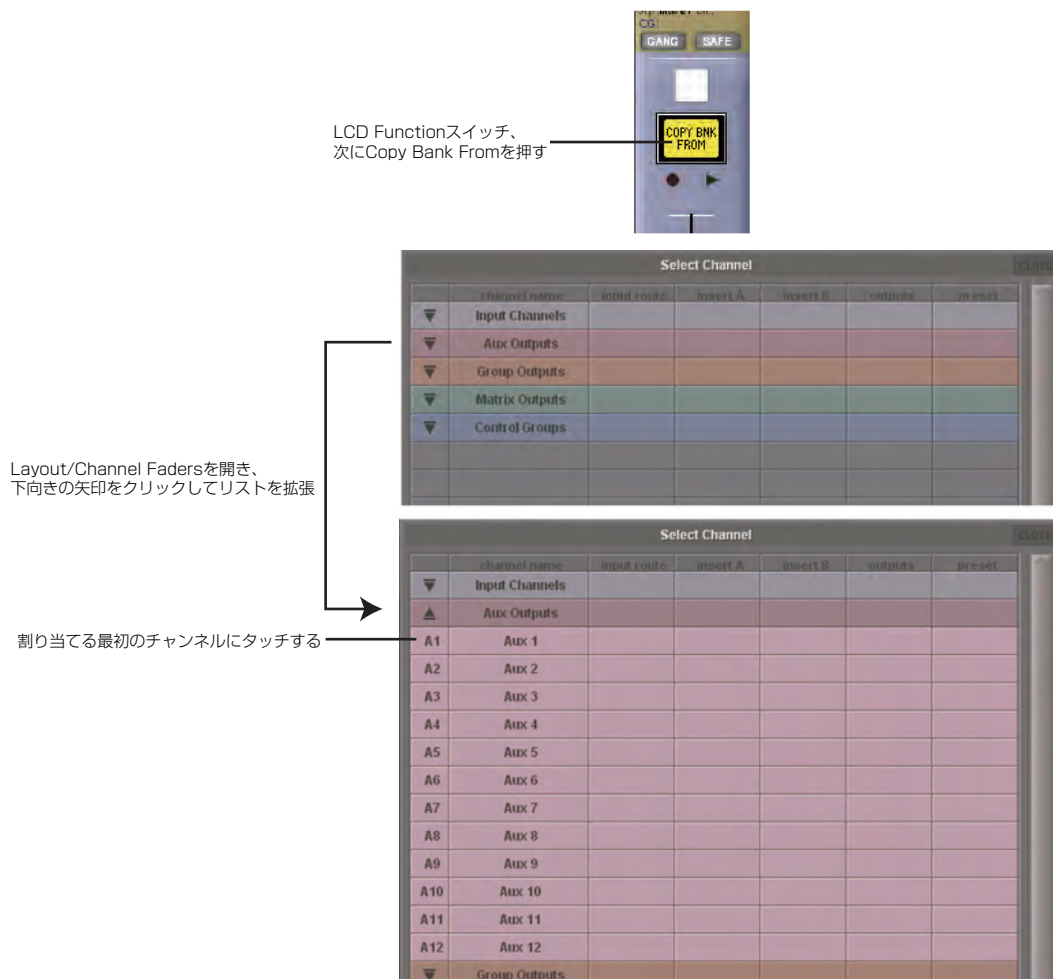 CG:
GANG SAFE
LCD Functionスイッチ、
次にCopy Bank Fromを押す
COPY BNK
FROM
Select Channel CLOSE
channel name input route insert A insert B outputs preset
Input Channels
Aux Outputs
Group Outputs
Matrix Outputs
Control Groups
Layout/Channel Fadersを開き、
下向きの矢印をクリックしてリストを拡張
Select Channel CLOSE
channel name input route insert A insert B outputs preset
Input Channels
Aux Outputs
割り当てる最初のチャンネルにタッチする
A1 Aux 1
A2 Aux 2
A3 Aux 3
A4 Aux 4
A5 Aux 5
A6 Aux 6
A7 Aux 7
A8 Aux 8
A9 Aux 9
A10 Aux 10
A11 Aux 11
A12 Aux 12
Group Outputs